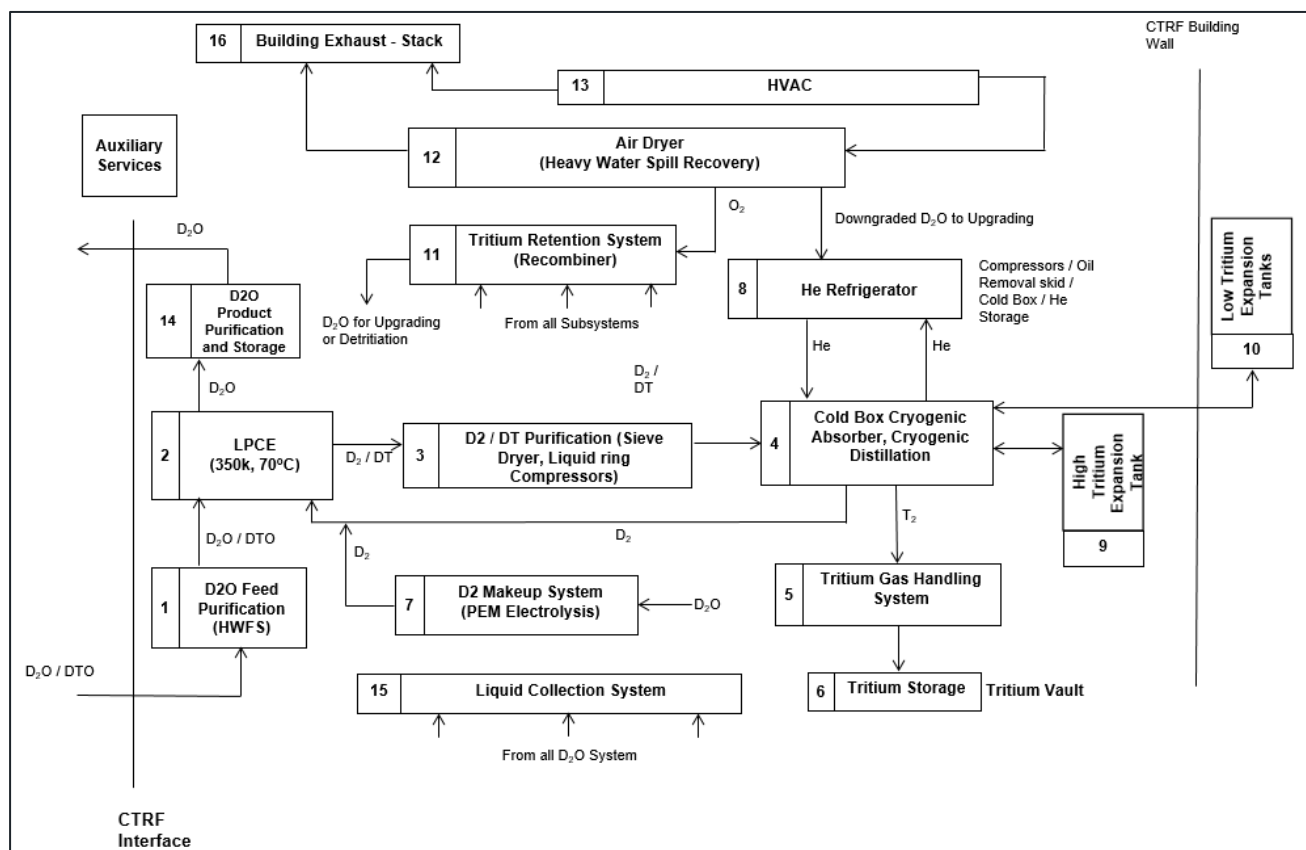 16
Building Exhaust - Stack
CTRF Building
Wall
13
HVAC
Auxiliary
Services
12
Air Dryer
(Heavy Water Spill Recovery)
O₂
Downgraded D₂O to Upgrading
D₂O
11
Tritium Retention System
(Recombiner)
8
He Refrigerator
Compressors / Oil
Removal skid /
Cold Box / He
Storage
Low Tritium
Expansion
Tanks
10
14
D2O
Product
Purification
and Storage
D₂O for Upgrading
or Detritiation
From all Subsystems
He
He
D₂O
D₂ /
DT
2
LPCE
(350k, 70ºC)
D₂ / DT
3
D2 / DT Purification (Sieve
Dryer, Liquid ring
Compressors)
4
Cold Box Cryogenic
Absorber, Cryogenic
Distillation
High
Tritium
Expansion
Tank
9
D₂O / DTO
D₂
D₂
T₂
1
D2O Feed
Purification
(HWFS)
7
D2 Makeup System
(PEM Electrolysis)
D₂O
5
Tritium Gas Handling
System
D₂O / DTO
15
Liquid Collection System
6
Tritium Storage
Tritium Vault
From all D₂O System
CTRF
Interface